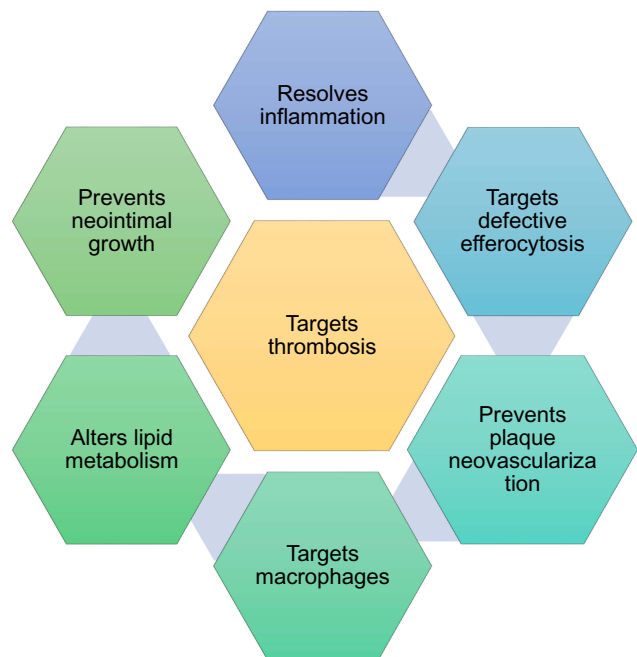 Resolves
inflammation
Targets
defective
efferocytosis
Prevents
plaque
neovasculariza
tion
Targets
macrophages
Alters lipid
metabolism
Prevents
neointimal
growth
Targets
thrombosis